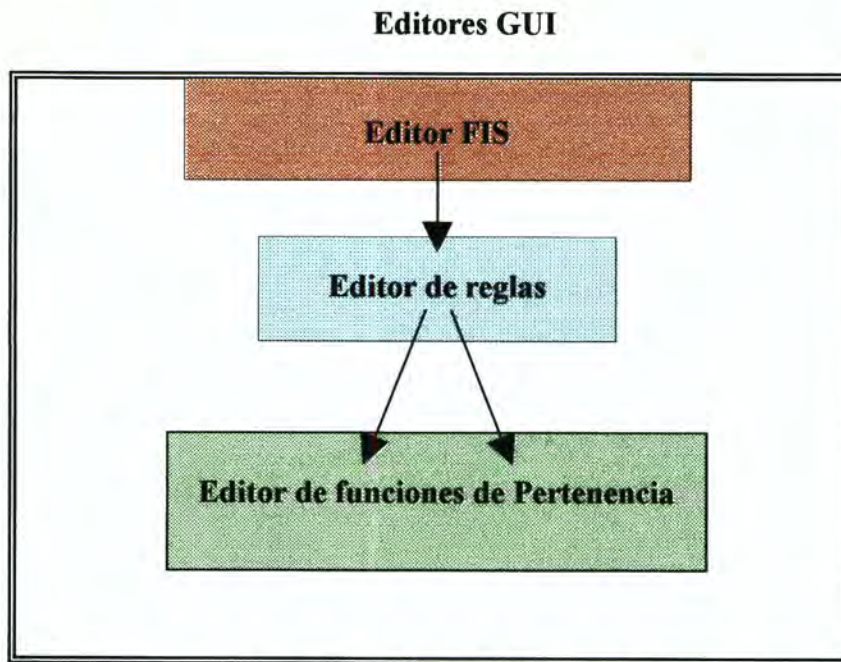 Editores GUI
Editor FIS
Editor de reglas
Editor de funciones de Pertenencia